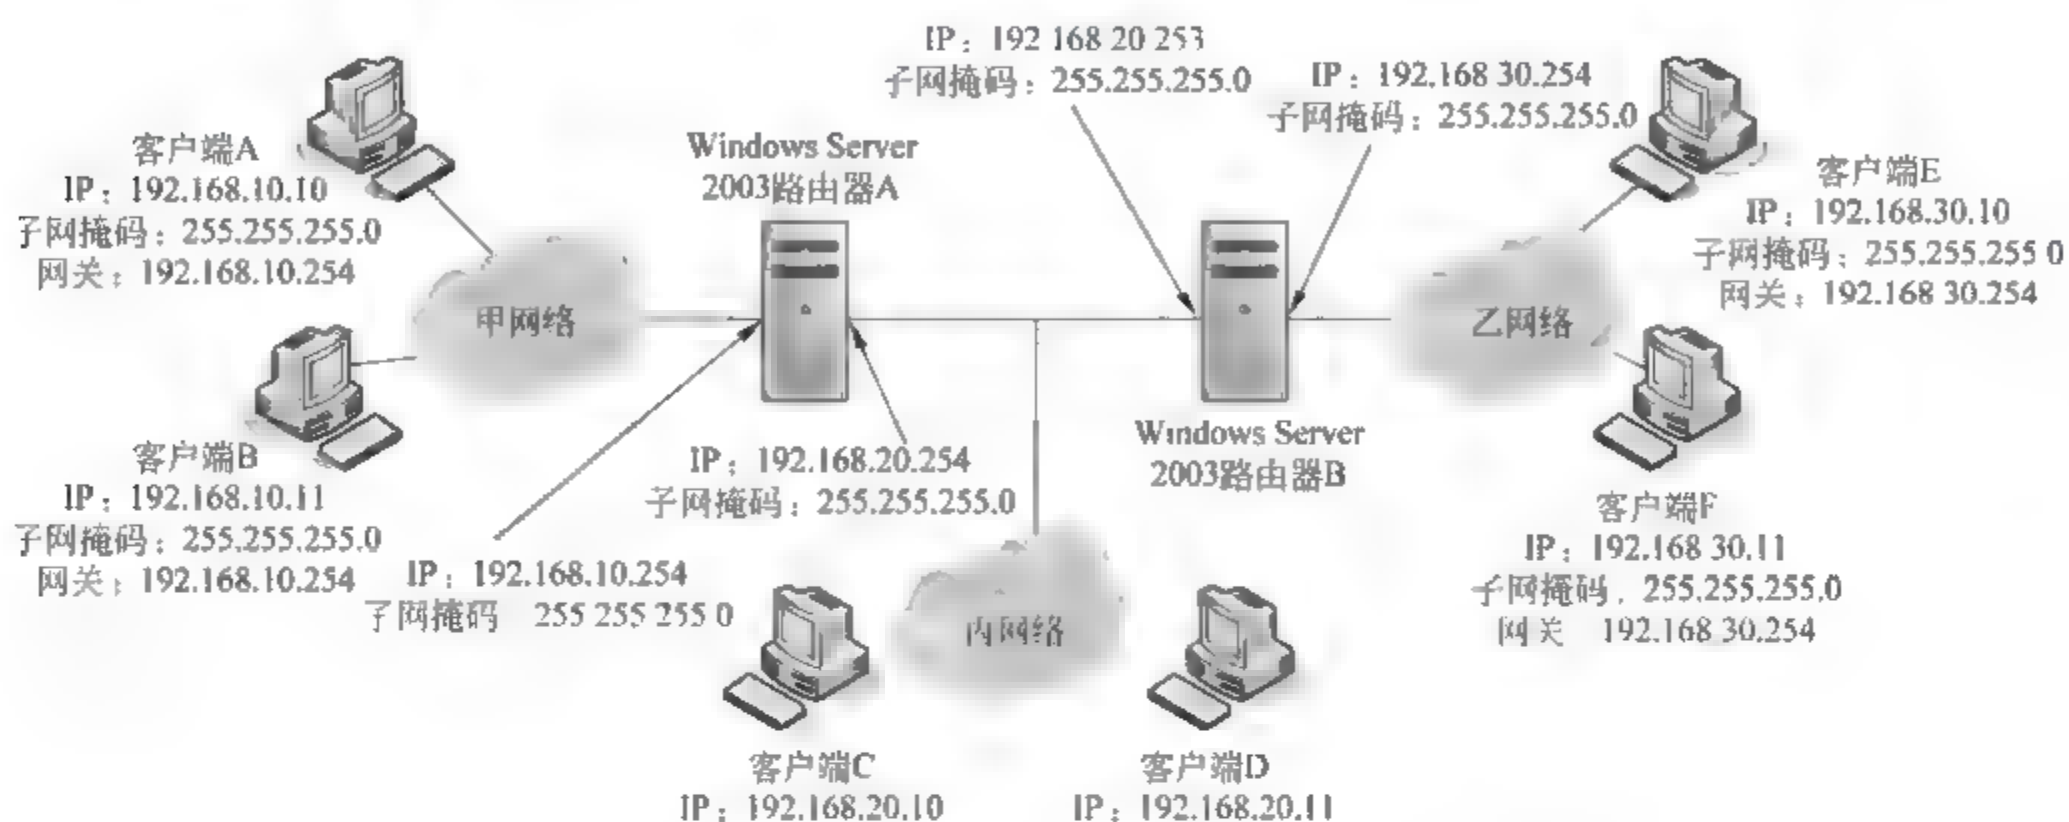 IP：192 168 20 253
子网掩码：255.255.255.0
IP：192.168 30.254
子网掩码：255.255.255.0
客户端A
IP：192.168.10.10
子网掩码：255.255.255.0
网关：192.168.10.254
Windows Server
2003路由器A
客户端E
IP：192.168.30.10
子网掩码：255.255.255 0
网关：192.168 30.254
甲网络
乙网络
客户端B
IP：192.168.10.11
子网掩码：255.255.255.0
网关：192.168.10.254
IP：192.168.20.254
子网掩码：255.255.255.0
Windows Server
2003路由器B
IP：192.168.10.254
子网掩码 255 255 255 0
客户端F
IP：192.168 30.11
子网掩码．255.255.255.0
网关 192.168 30.254
丙网络
客户端C
IP：192.168.20.10
客户端D
IP：192.168.20.11